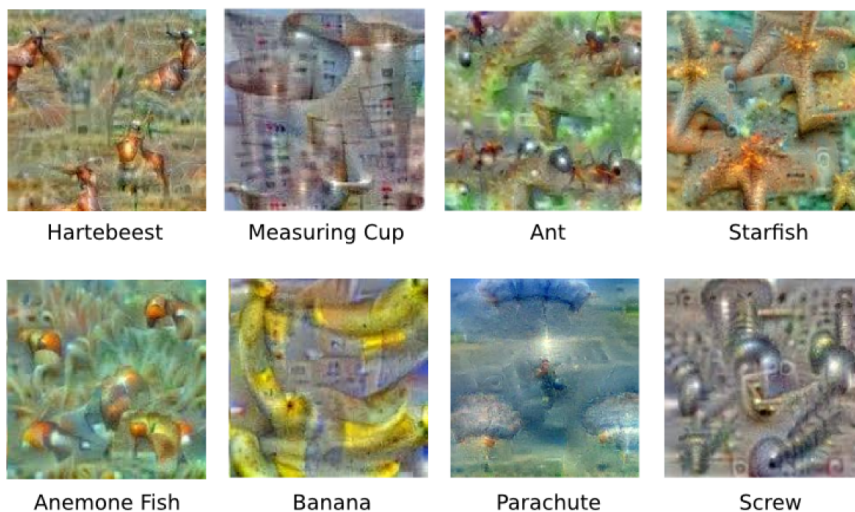 Hartebeest
Measuring Cup
Ant
Starfish
Anemone Fish
Banana
Parachute
Screw